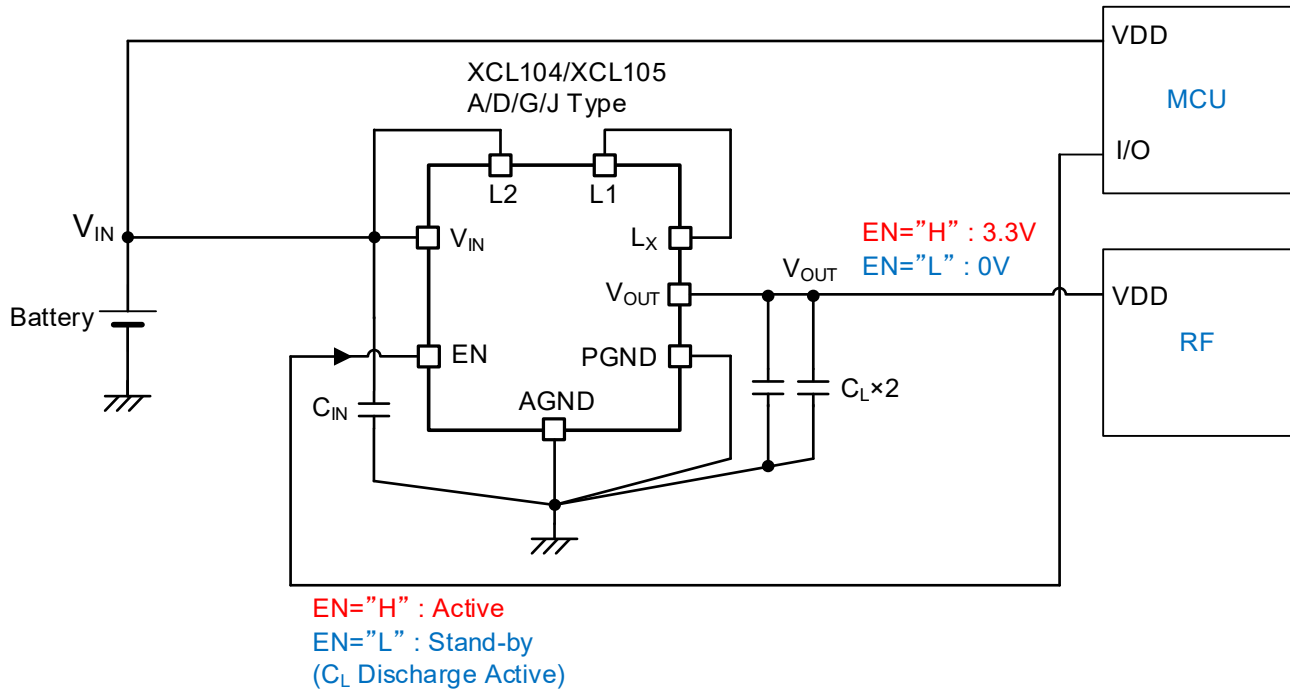 VDD
MCU
I/O
XCL104/XCL105
A/D/G/J Type
L2
L1
VIN
VIN
LX
EN="H" : 3.3V
EN="L" : 0V
VOUT
VOUT
VDD
RF
Battery
EN
PGND
CIN
AGND
CL×2
EN="H" : Active
EN="L" : Stand-by
(CL Discharge Active)